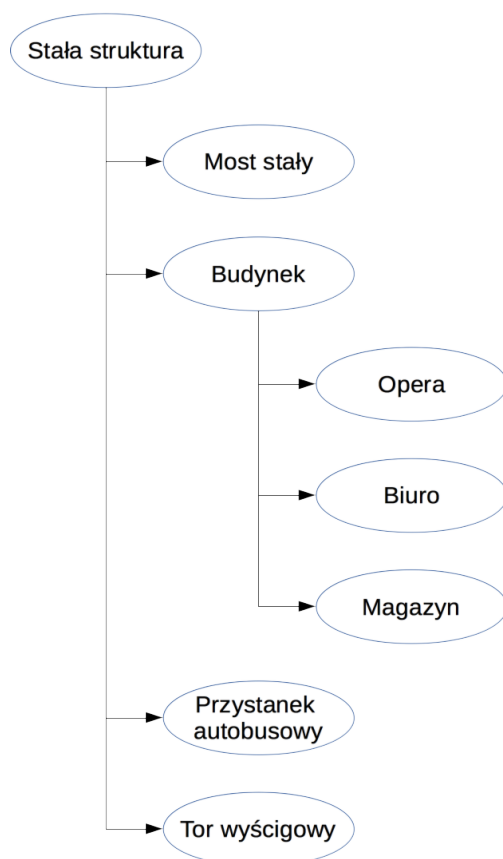 Stała struktura
Most stały
Budynek
Opera
Biuro
Magazyn
Przystanek
autobusowy
Tor wyścigowy